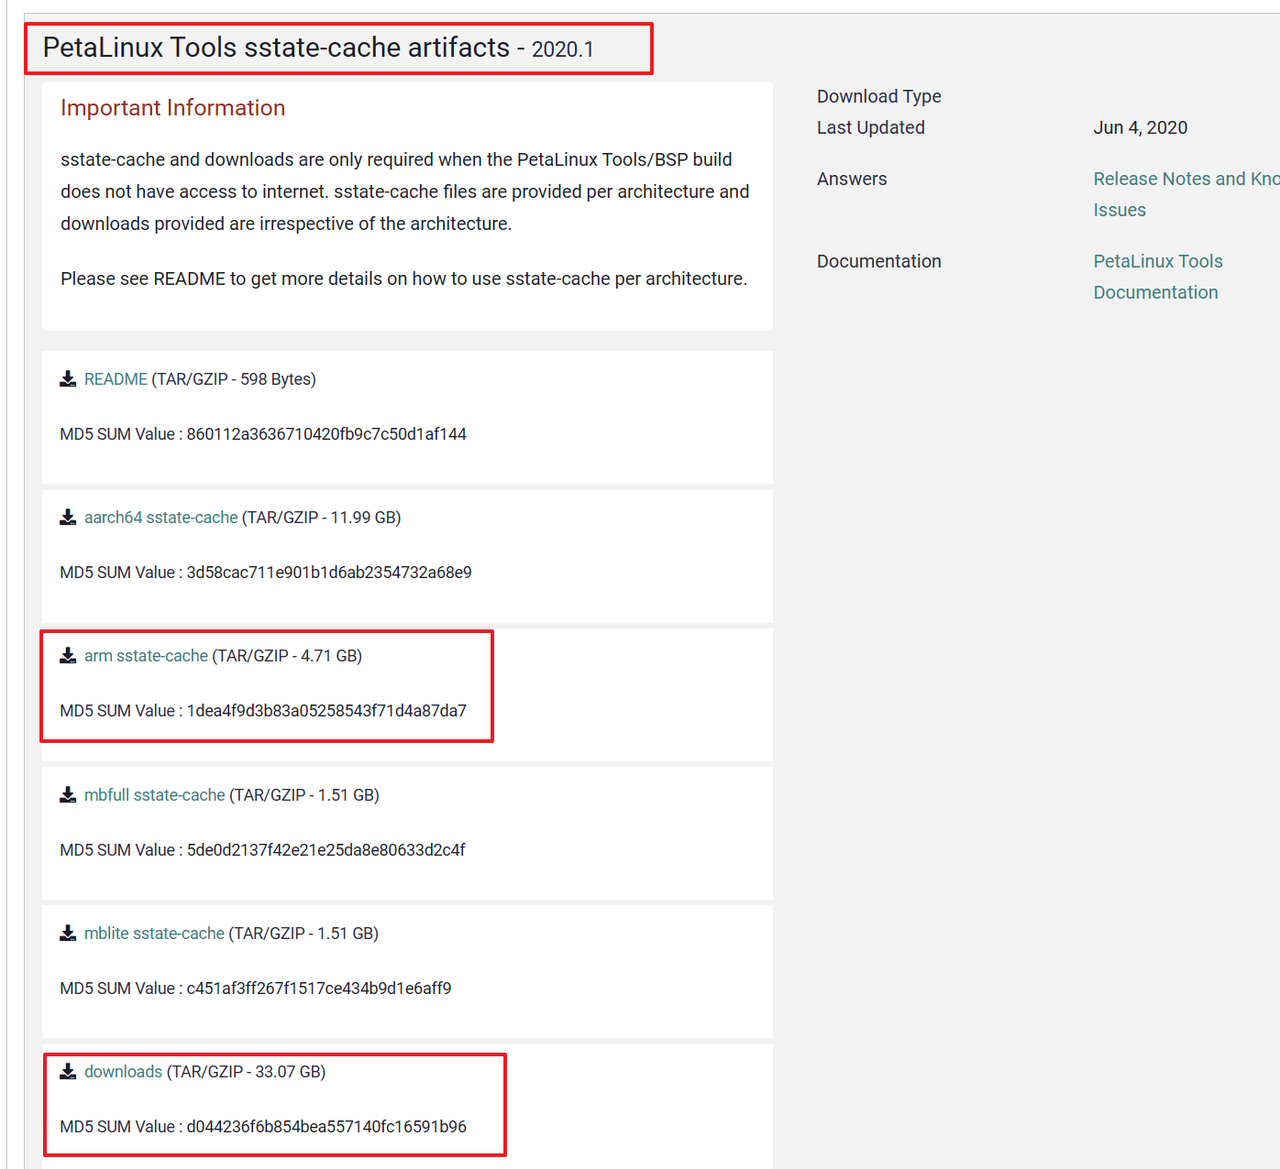 PetaLinux Tools sstate-cache artifacts - 2020.1
Important Information
sstate-cache and downloads are only required when the PetaLinux Tools/BSP build
does not have access to internet. sstate-cache files are provided per architecture and
downloads provided are irrespective of the architecture.
Please see README to get more details on how to use sstate-cache per architecture.
README (TAR/GZIP - 598 Bytes)
MD5 SUM Value : 860112a3636710420fb9c7c50d1af144
aarch64 sstate-cache (TAR/GZIP - 11.99 GB)
MD5 SUM Value : 3d58cac711e901b1d6ab2354732a68e9
arm sstate-cache (TAR/GZIP - 4.71 GB)
MD5 SUM Value : 1dea4f9d3b83a05258543f71d4a87da7
mbfull sstate-cache (TAR/GZIP - 1.51 GB)
MD5 SUM Value : 5de0d2137f42e21e25da8e80633d2c4f
mblite sstate-cache (TAR/GZIP - 1.51 GB)
MD5 SUM Value : c451af3ff267f1517ce434b9d1e6aff9
downloads (TAR/GZIP - 33.07 GB)
MD5 SUM Value : d044236f6b854bea557140fc16591b96
Download Type
Last Updated Jun 4, 2020
Answers Release Notes and Kno
Issues
Documentation PetaLinux Tools
Documentation